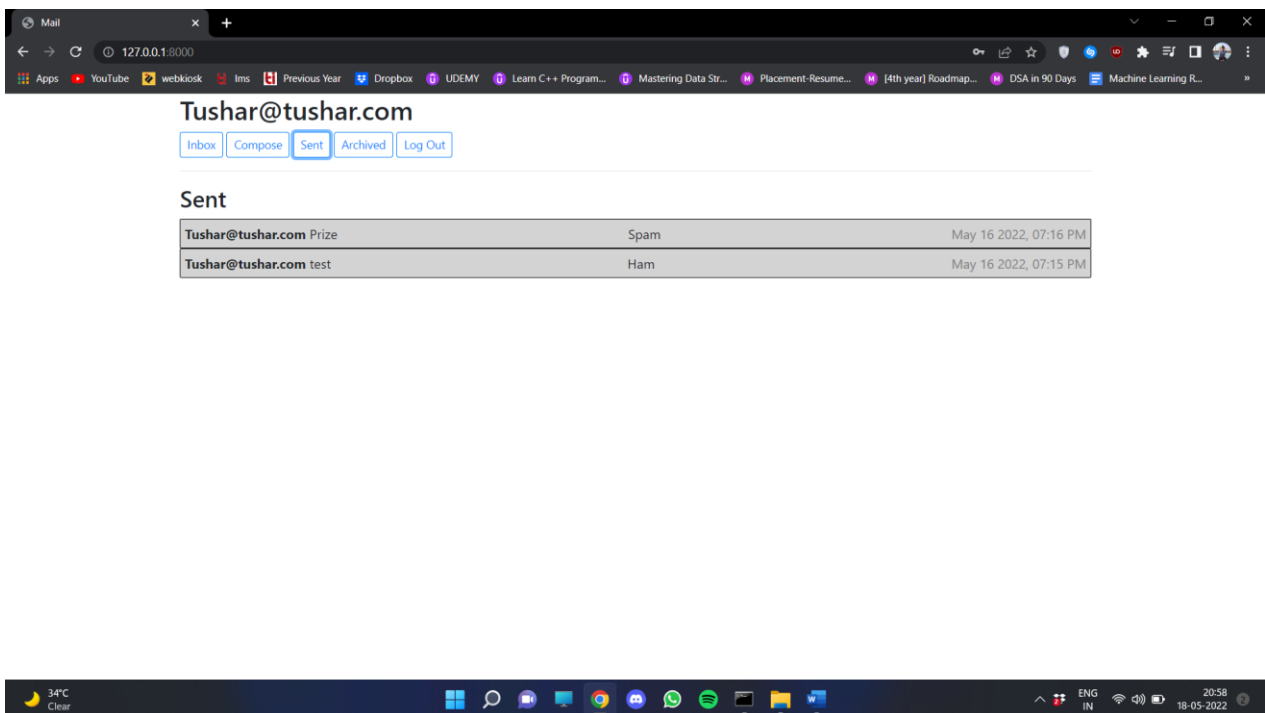 Mail
127.0.0.1:8000
Apps YouTube webkiosk lms Previous Year Dropbox UDEMY Learn C++ Program... Mastering Data Str... Placement-Resume... [4th year] Roadmap... DSA in 90 Days Machine Learning R... »
Tushar@tushar.com
Inbox Compose Sent Archived Log Out
Sent
Tushar@tushar.com Prize Spam May 16 2022, 07:16 PM
Tushar@tushar.com test Ham May 16 2022, 07:15 PM
34°C ENG 20:58
Clear IN 18-05-2022 2